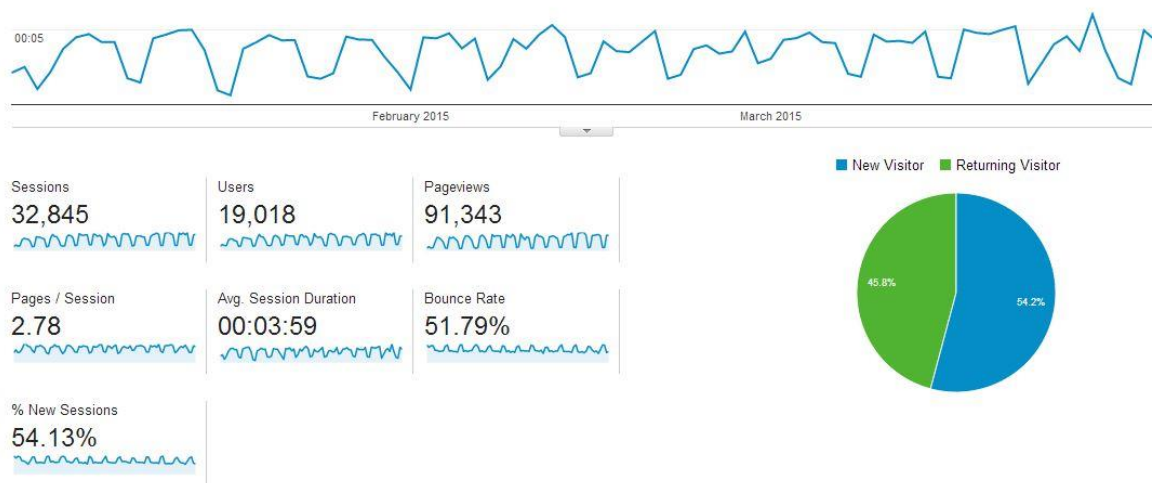 00:05
February 2015
March 2015
New Visitor
Returning Visitor
Sessions
32,845
Users
19,018
Pageviews
91,343
45.8%
54.2%
Pages / Session
2.78
Avg. Session Duration
00:03:59
Bounce Rate
51.79%
% New Sessions
54.13%